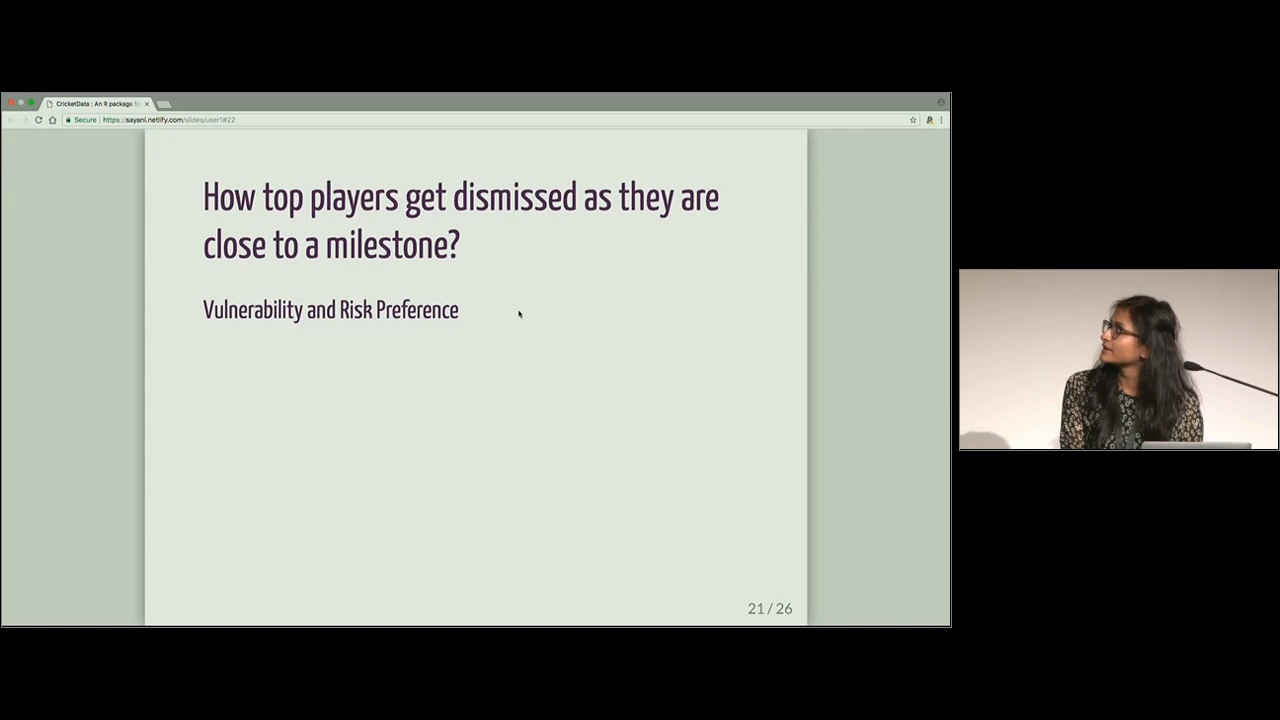 CricketData : An R package fo
Secure https://sayani.netlify.com/slides/user1#22
How top players get dismissed as they are
close to a milestone?
Vulnerability and Risk Preference
21 / 26